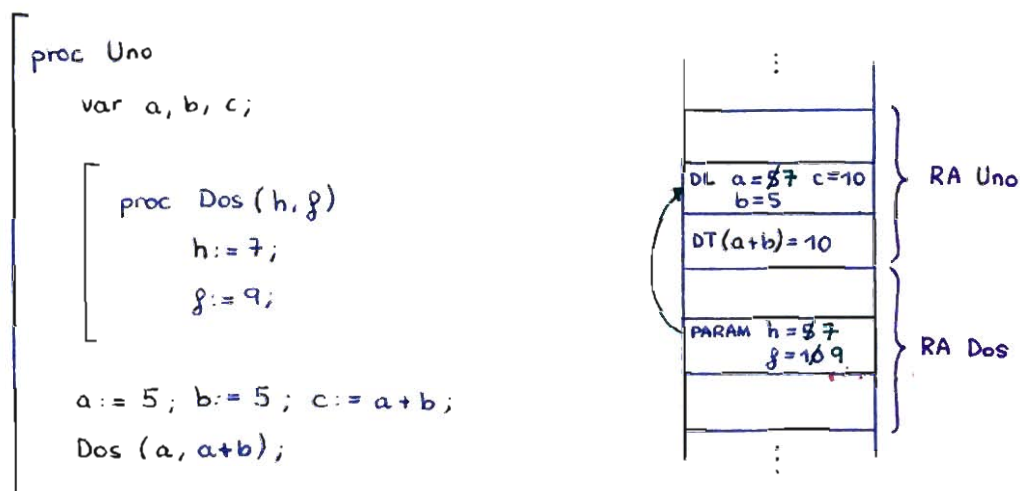 proc Uno
var a, b, c;
proc Dos (h, g)
h := 7;
g := 9;
a := 5; b := 5; c := a + b;
Dos (a, a+b);
⋮
DL a = 5 7 c = 10
b = 5
DT (a+b) = 10
RA Uno
PARAM h = 5 7
g = 10 9
RA Dos
⋮